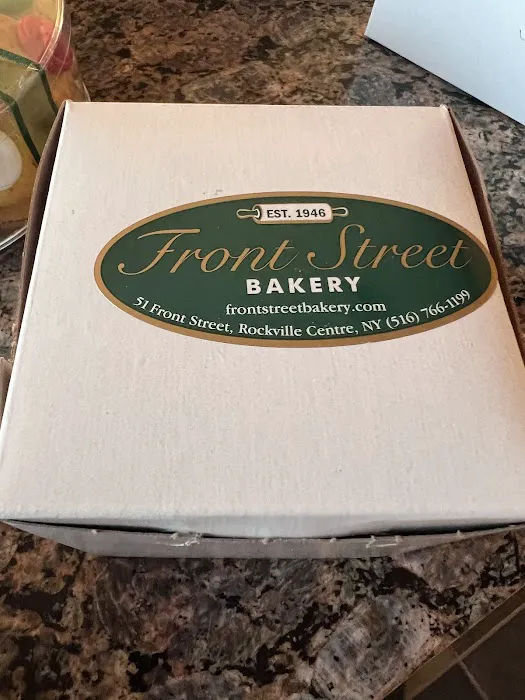 EST. 1946
Front Street
BAKERY
frontstreetbakery.com
51 Front Street, Rockville Centre, NY (516) 766-1199